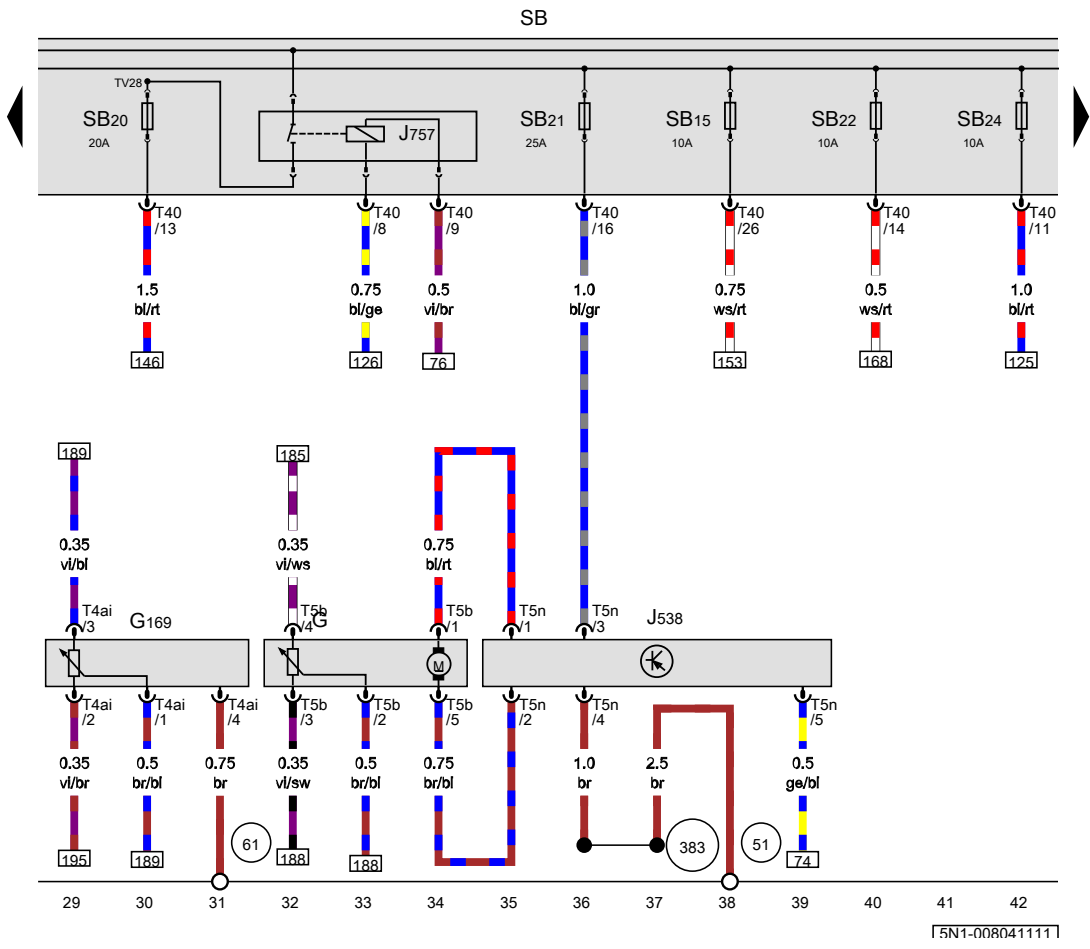 SB
TV28
SB20
20A
J757
SB21
25A
SB15
10A
SB22
10A
SB24
10A
T40
/13
T40
/8
T40
/9
T40
/16
T40
/26
T40
/14
T40
/11
1.5
bl/rt
0.75
bl/ge
0.5
vi/br
1.0
bl/gr
0.75
ws/rt
0.5
ws/rt
1.0
bl/rt
146
126
76
153
168
125
189
185
0.35
vi/bl
0.35
vi/ws
0.75
bl/rt
T4ai
/3
G169
T5b
/4
G
T5b
/1
T5n
/1
T5n
/3
J538
M
T4ai
/2
T4ai
/1
T4ai
/4
T5b
/3
T5b
/2
T5b
/5
T5n
/2
T5n
/4
T5n
/5
0.35
vi/br
0.5
br/bl
0.75
br
0.35
vi/sw
0.5
br/bl
0.75
br/bl
1.0
br
2.5
br
0.5
ge/bl
195
189
61
188
188
383
51
74
29 30 31 32 33 34 35 36 37 38 39 40 41 42
5N1-008041111